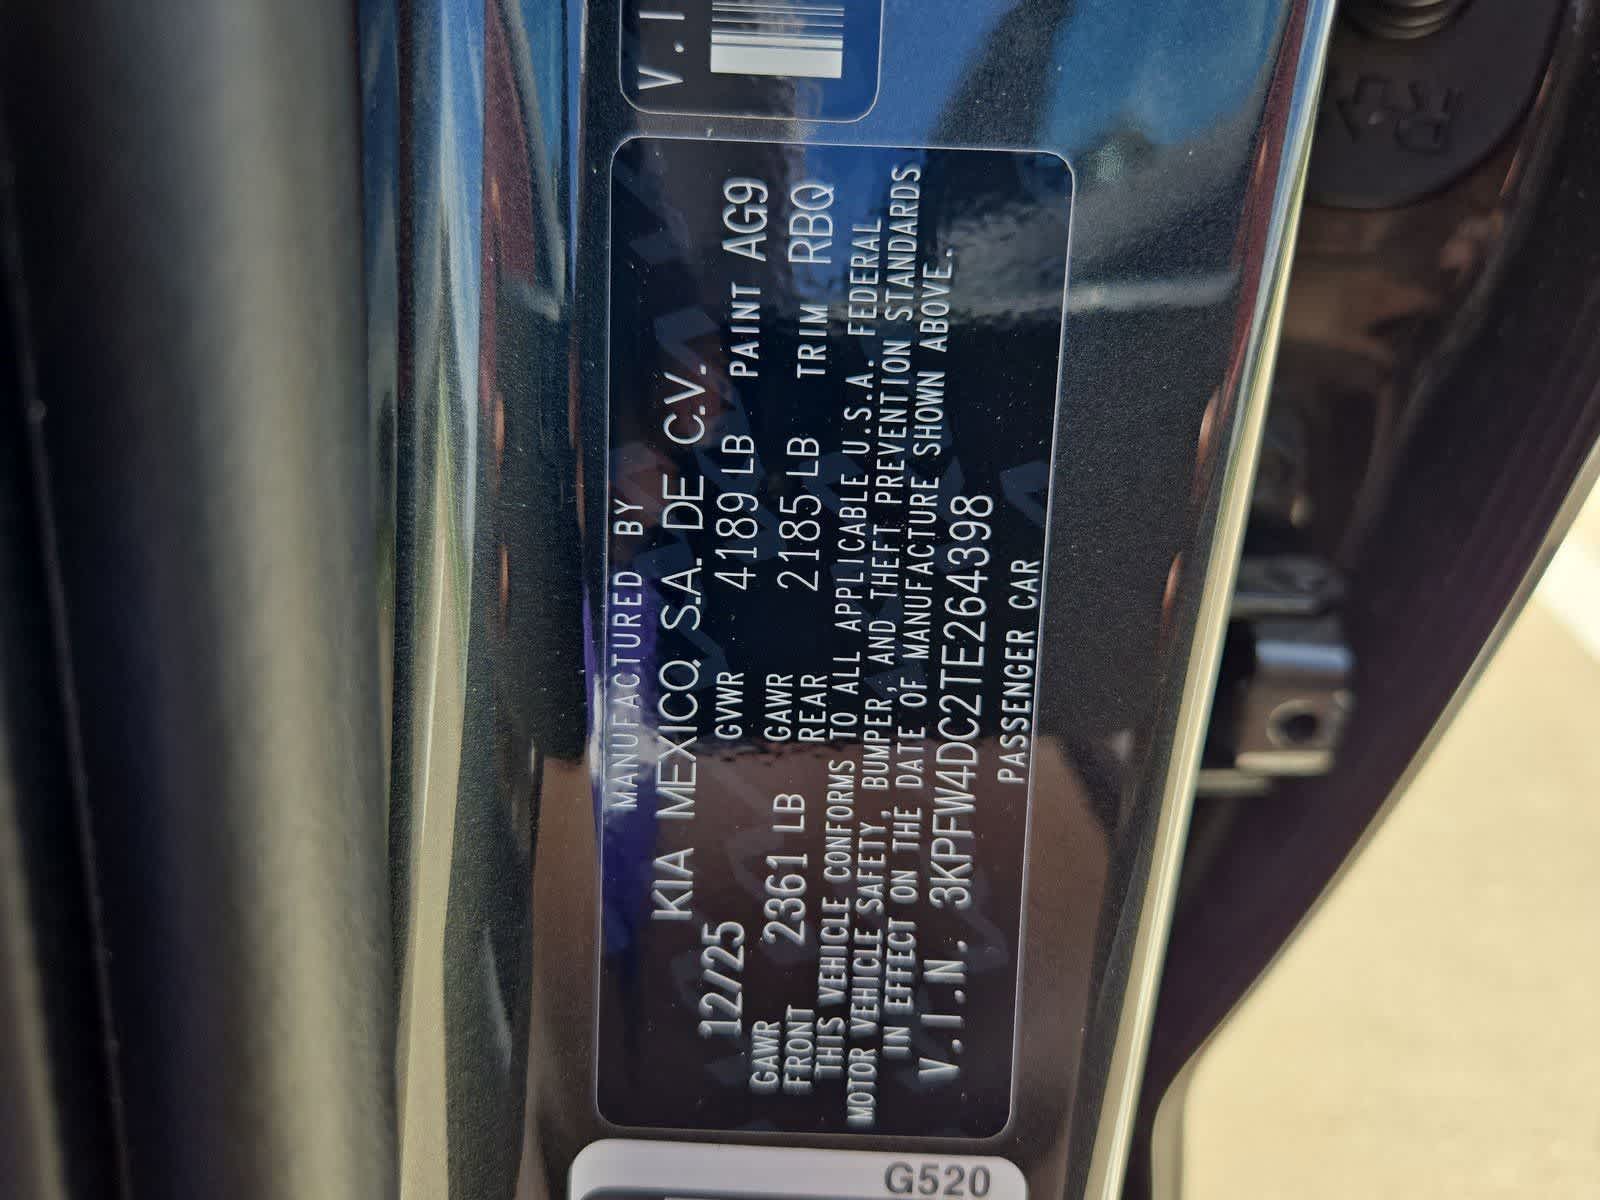 V.I
MANUFACTURED BY
KIA MEXICO, S.A. DE C.V.
12/25 GVWR 4189 LB PAINT AG9
GAWR FRONT 2361 LB GAWR REAR 2185 LB TRIM RBQ
THIS VEHICLE CONFORMS TO ALL APPLICABLE U.S.A. FEDERAL
MOTOR VEHICLE SAFETY, BUMPER, AND THEFT PREVENTION STANDARDS
IN EFFECT ON THE DATE OF MANUFACTURE SHOWN ABOVE.
V.I.N. 3KPFW4DC2TE264398
PASSENGER CAR
G520